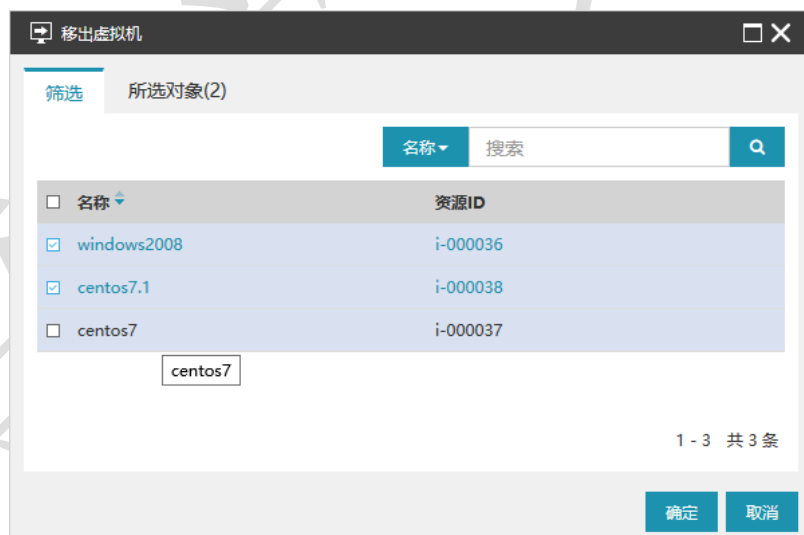 移出虚拟机
筛选 所选对象(2)
名称 搜索
名称 资源ID
windows2008 i-000036
centos7.1 i-000038
centos7 i-000037
centos7
1 - 3 共 3 条
确定 取消